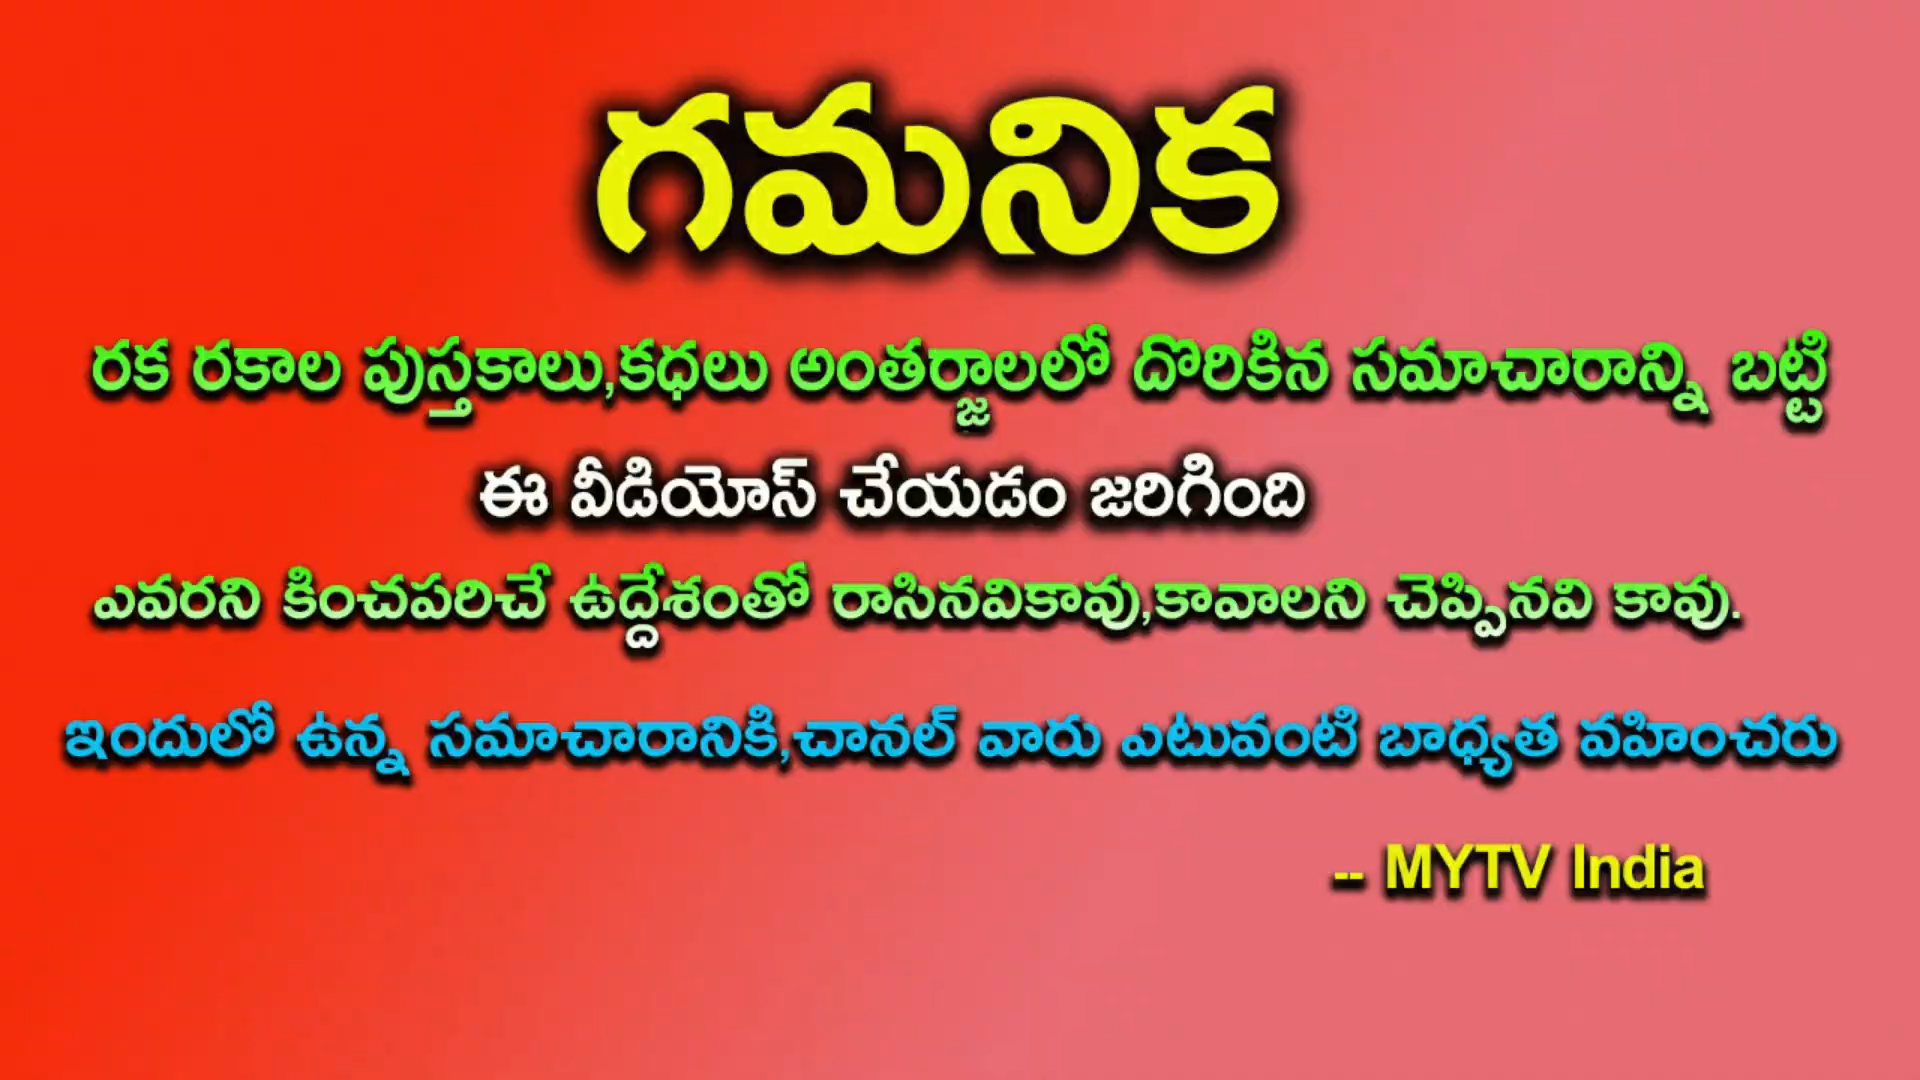 గమనిక
రక రకాల పుస్తకాలు,కధలు అంతర్జాలలో దొరికిన సమాచారాన్ని బట్టి
ఈ వీడియోస్ చేయడం జరిగింది
ఎవరని కించపరిచే ఉద్దేశంతో రాసినవికావు,కావాలని చెప్పినవి కావు.
ఇందులో ఉన్న సమాచారానికి,చానల్ వారు ఎటువంటి బాధ్యత వహించరు
-- MYTV India